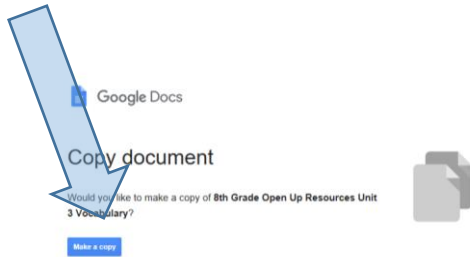 Google Docs
Copy document
Would you like to make a copy of 8th Grade Open Up Resources Unit
3 Vocabulary?
Make a copy